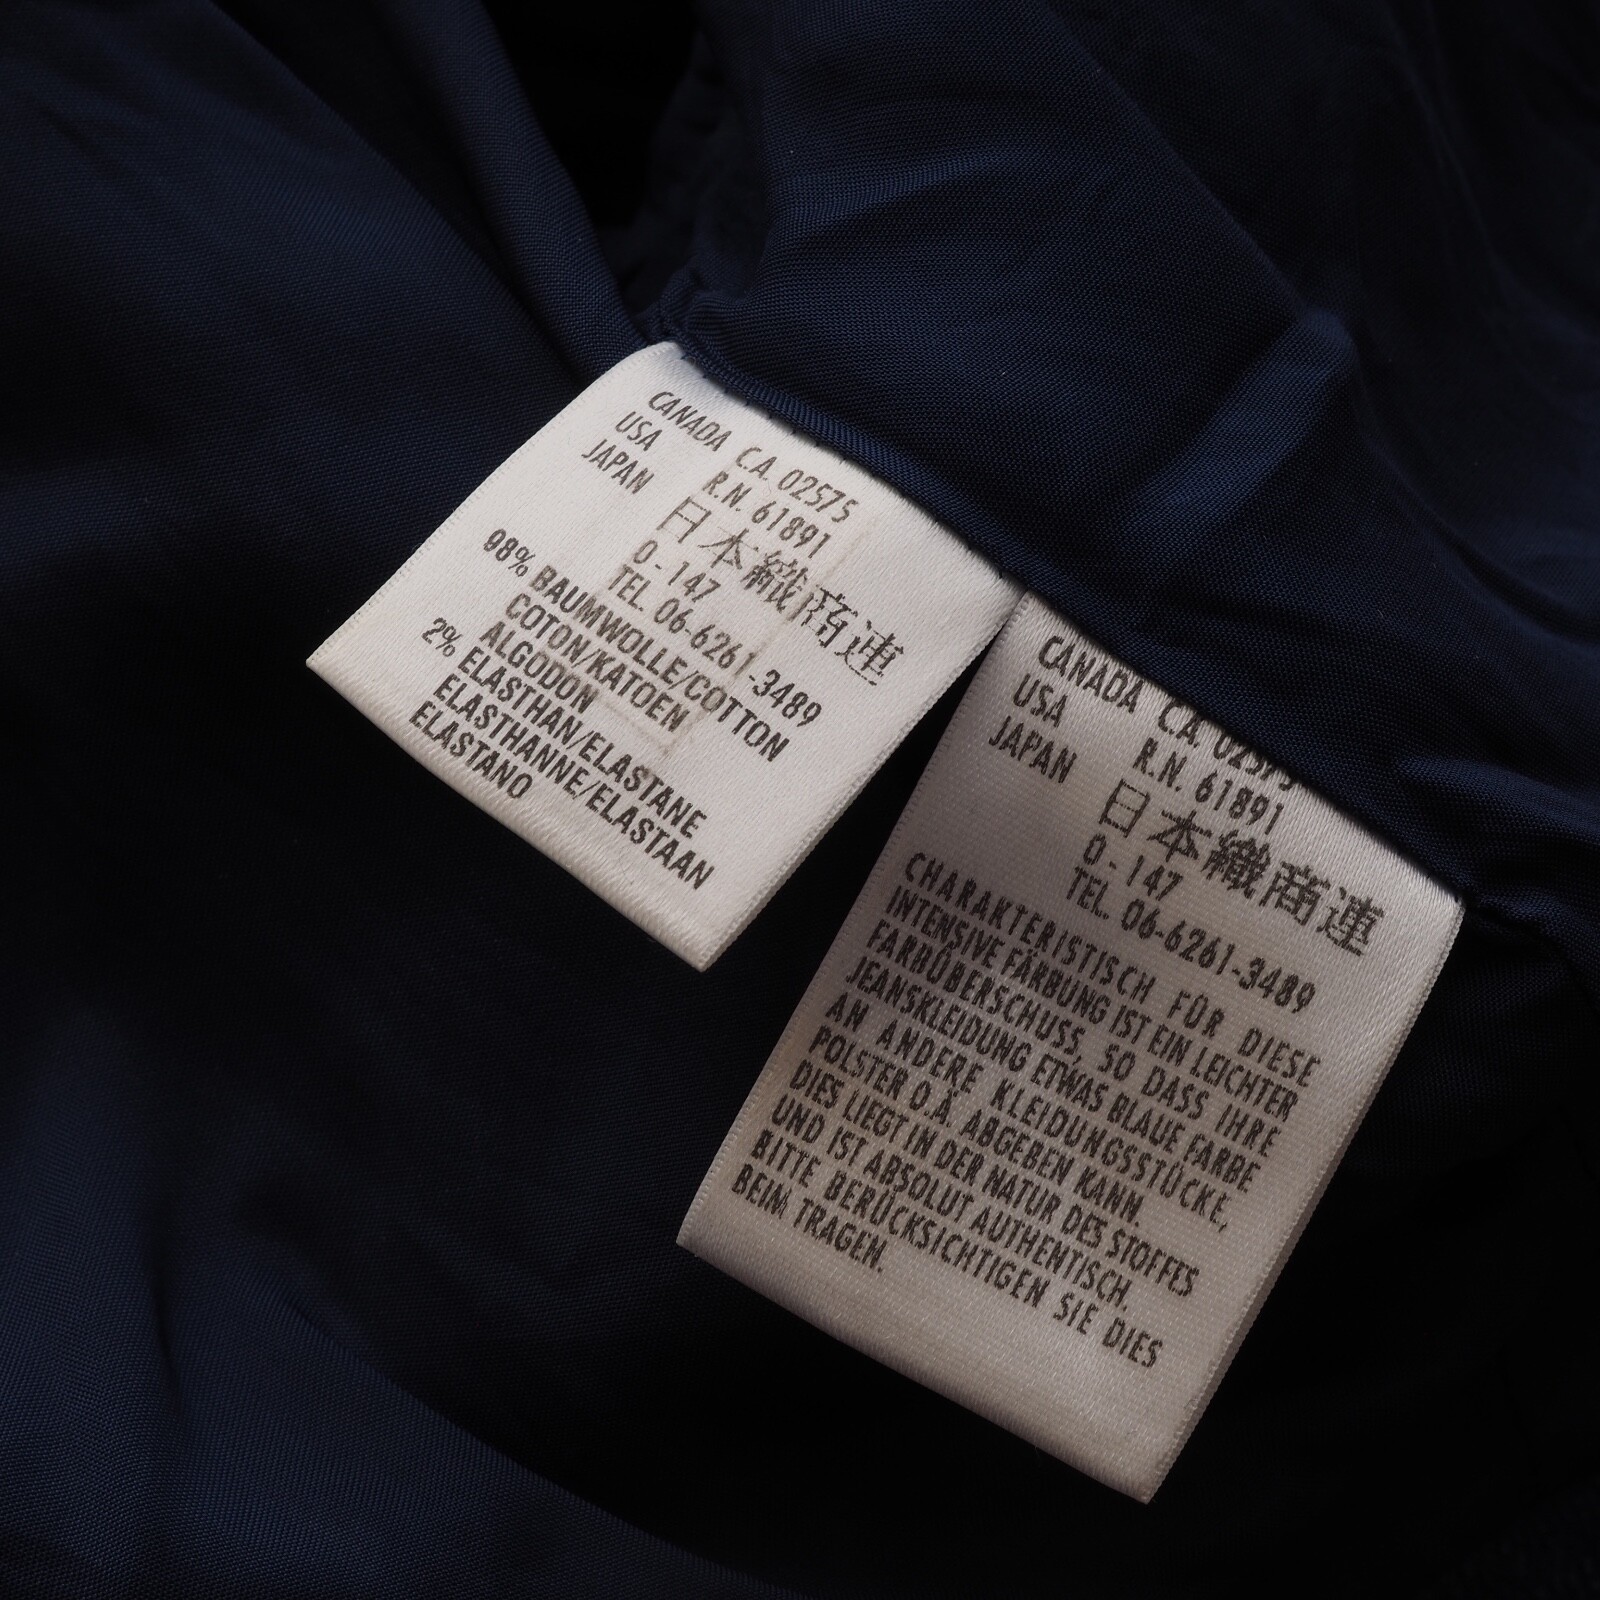 CANADA C.A. 02575
USA R.N. 61891
JAPAN 日本織商連
0-147
TEL. 06-6261-3489
98% BAUMWOLLE/COTTON
COTON/KATOEN
ALGODON
2% ELASTHAN/ELASTANE
ELASTHANNE/ELASTAAN
ELASTANO
CANADA C.A. 02575
USA R.N. 61891
JAPAN 日本織商連
0-147
TEL. 06-6261-3489
CHARAKTERISTISCH FÜR DIESE
INTENSIVE FÄRBUNG IST EIN LEICHTER
FARBÜBERSCHUSS, SO DASS IHRE
JEANSKLEIDUNG ETWAS BLAUE FARBE
AN ANDERE KLEIDUNGSSTÜCKE,
POLSTER O.Ä. ABGEBEN KANN.
DIES LIEGT IN DER NATUR DES STOFFES
UND IST ABSOLUT AUTHENTISCH.
BITTE BERÜCKSICHTIGEN SIE DIES
BEIM TRAGEN.